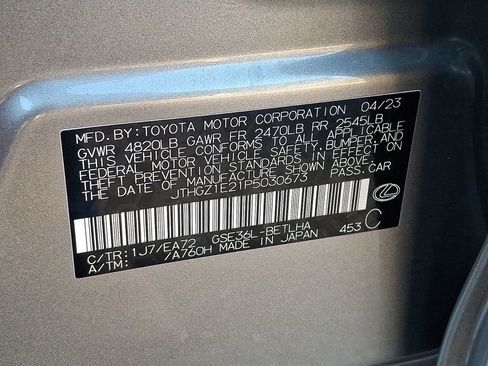 MFD. BY: TOYOTA MOTOR CORPORATION 04/23
GVWR 4820LB GAWR FR 2470LB RR 2545LB
THIS VEHICLE CONFORMS TO ALL APPLICABLE
FEDERAL MOTOR VEHICLE SAFETY, BUMPER, AND
THEFT PREVENTION STANDARDS IN EFFECT ON
THE DATE OF MANUFACTURE SHOWN ABOVE.
JTHGZ1E21P5030673 PASS. CAR
C/TR: 1J7/EA72 GSE36L-BETLHA 453 C
A/TM: /A760H MADE IN JAPAN